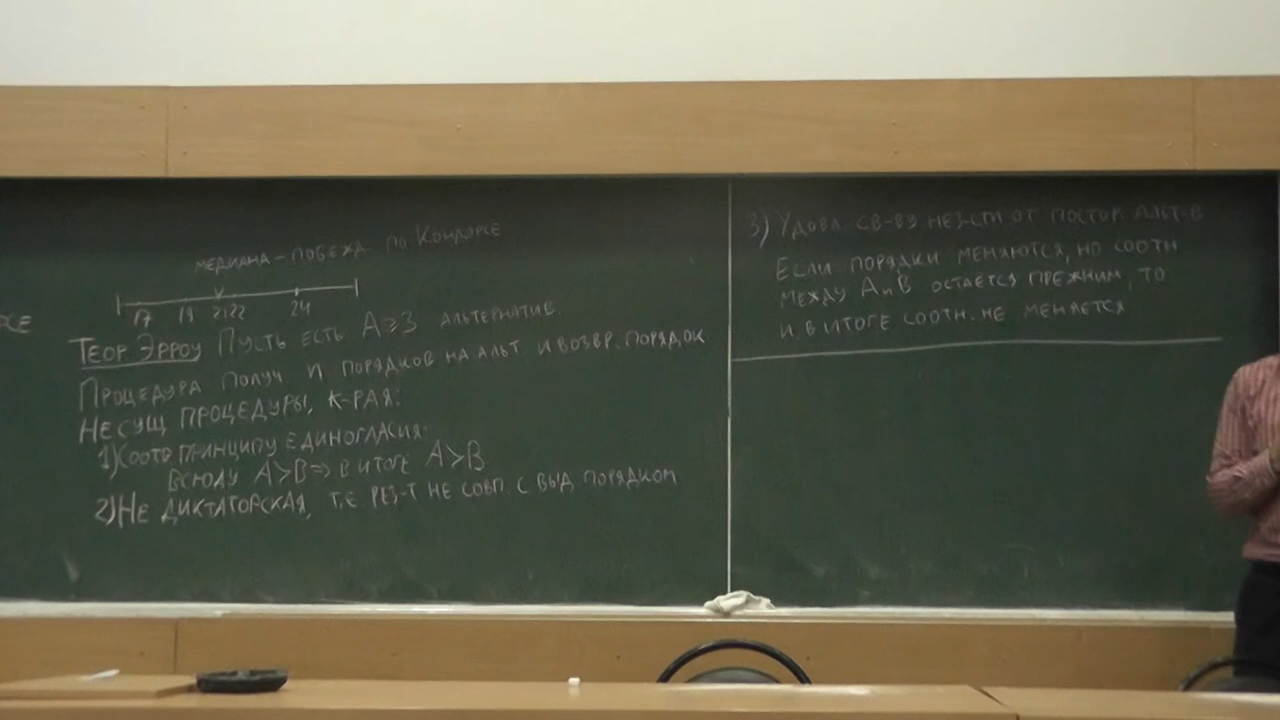 МЕДИАНА – ПОБЕЖД. ПО КОНДОРСЕ
17 19 21 22 24
РСЕ
ТЕОР ЭРРОУ ПУСТЬ ЕСТЬ A≥3 АЛЬТЕРНАТИВ.
ПРОЦЕДУРА ПОЛУЧ n ПОРЯДКОВ НА АЛЬТ. И ВОЗВР. ПОРЯДОК
НЕ СУЩ ПРОЦЕДУРЫ, К-РАЯ:
1) СООТВ ПРИНЦИПУ ЕДИНОГЛАСИЯ:
ВСЮДУ A>B ⇒ В ИТОГЕ A>B
2) НЕ ДИКТАТОРСКАЯ, Т.Е. РЕЗ-Т НЕ СОВП. С ВЫД. ПОРЯДКОМ
3) УДОВЛ. СВ-ВУ НЕЗ-СТИ ОТ ПОСТОР. АЛЬТ-В
ЕСЛИ ПОРЯДКИ МЕНЯЮТСЯ, НО СООТН
МЕЖДУ A И B ОСТАЕТСЯ ПРЕЖНИМ, ТО
И В ИТОГЕ СООТН. НЕ МЕНЯЕТСЯ